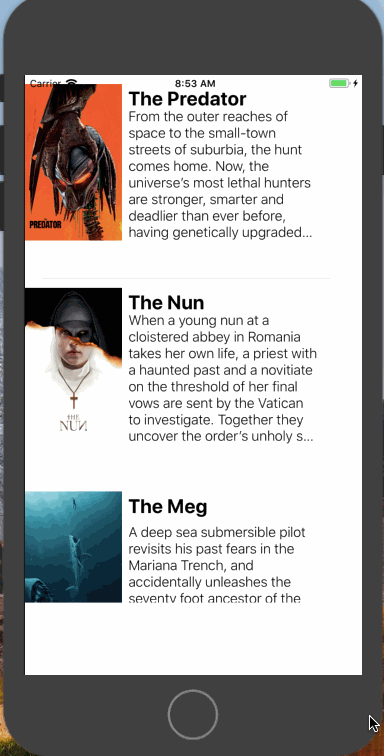 Carrier 8:53 AM
The Predator
From the outer reaches of
space to the small-town
streets of suburbia, the hunt
comes home. Now, the
universe's most lethal hunters
are stronger, smarter and
deadlier than ever before,
having genetically upgraded...
PREDATOR
The Nun
When a young nun at a
cloistered abbey in Romania
takes her own life, a priest with
a haunted past and a novitiate
on the threshold of her final
vows are sent by the Vatican
to investigate. Together they
uncover the order's unholy s...
THE
NUN
The Meg
A deep sea submersible pilot
revisits his past fears in the
Mariana Trench, and
accidentally unleashes the
seventy foot ancestor of the